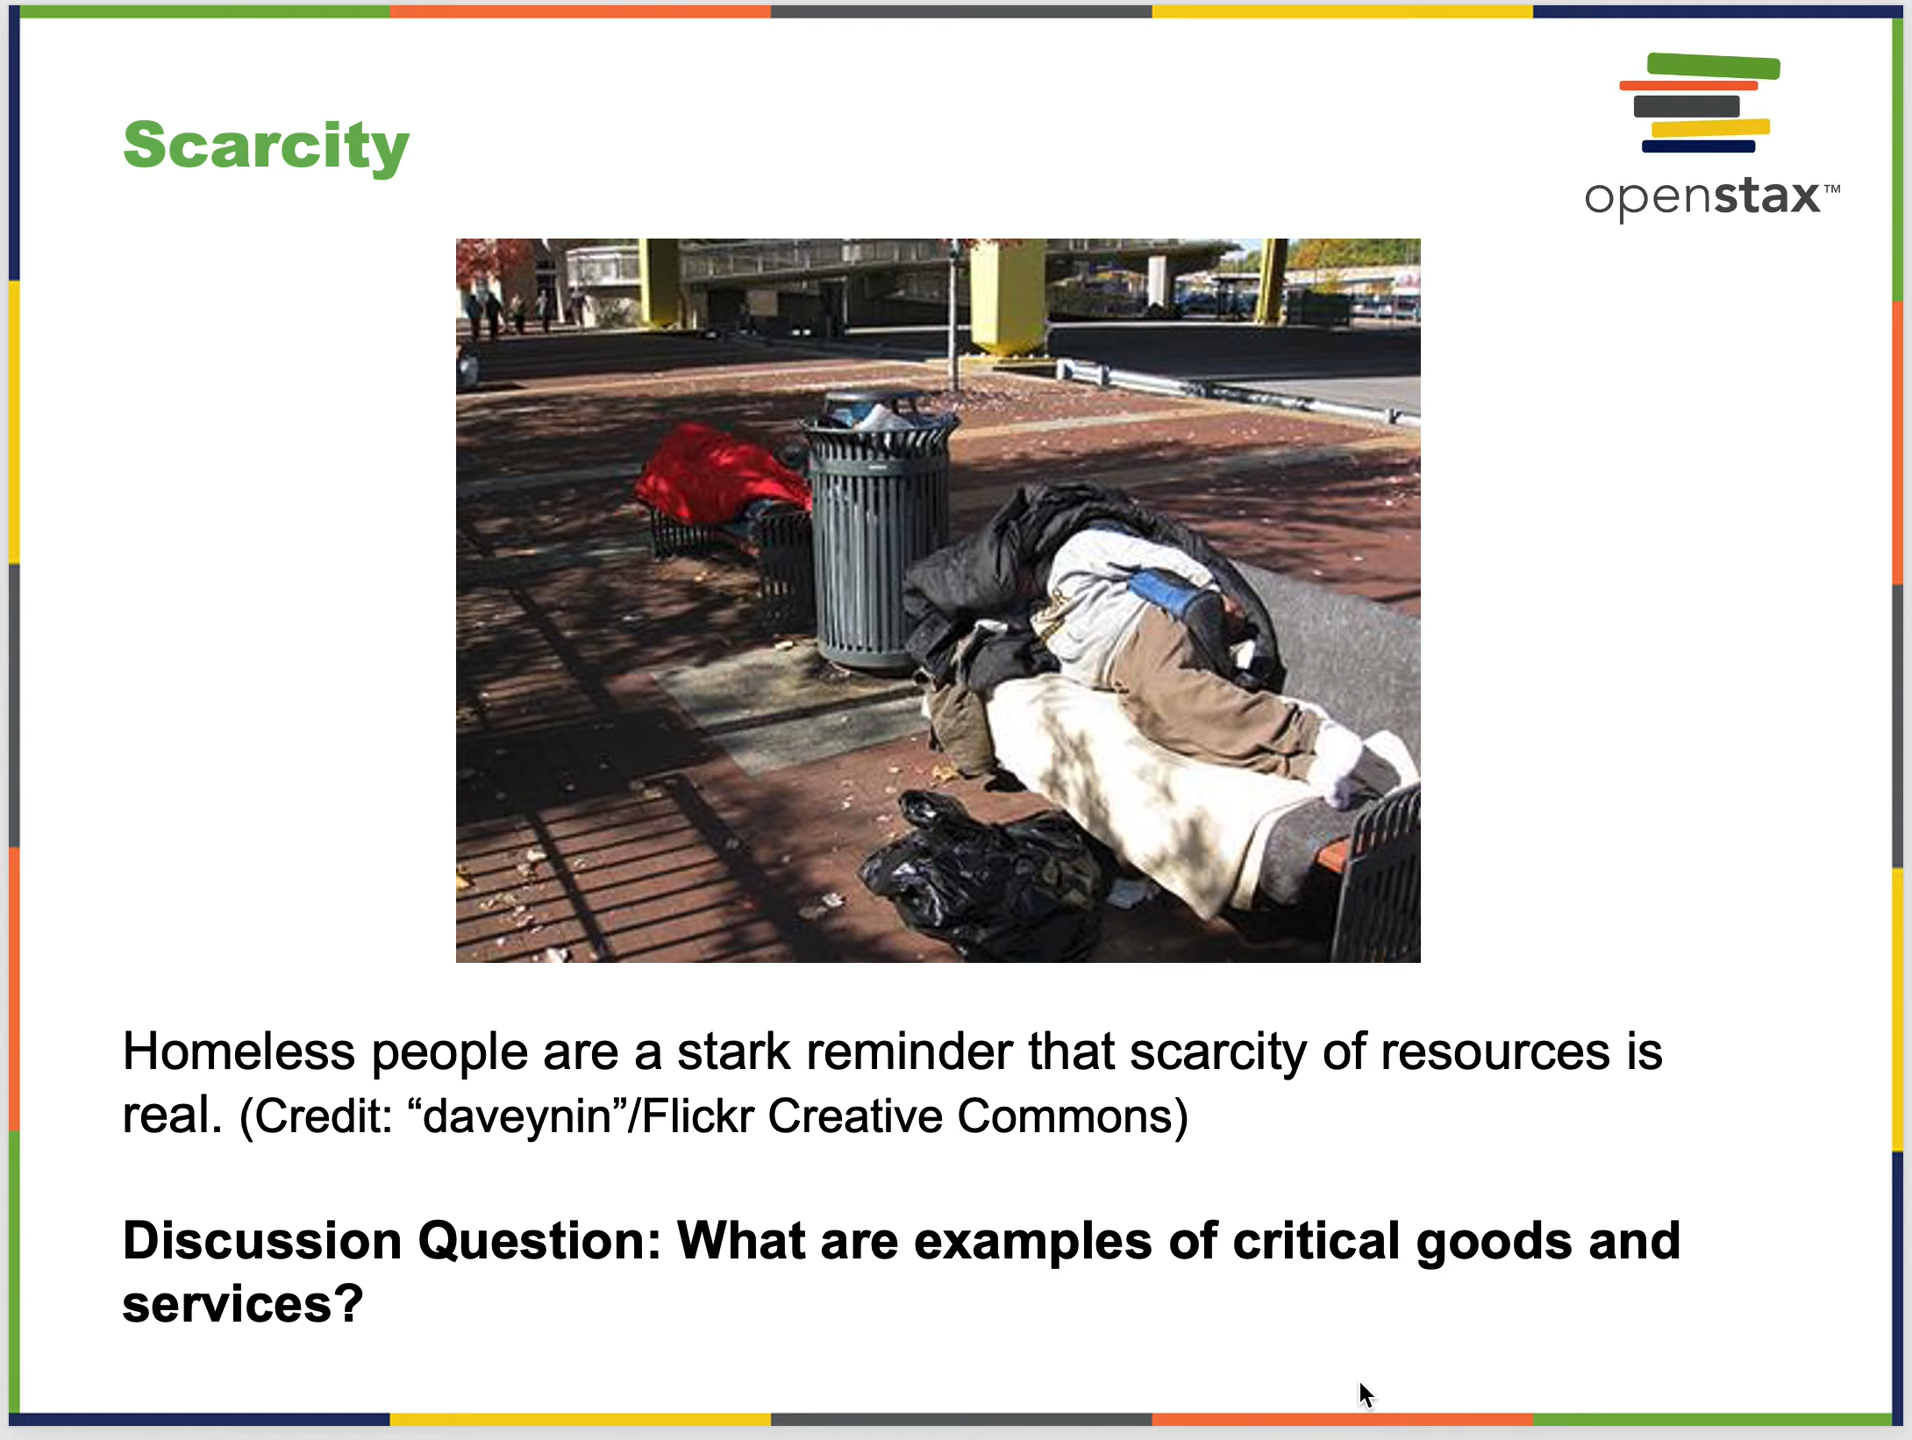 Scarcity
openstax™
Homeless people are a stark reminder that scarcity of resources is
real. (Credit: “daveynin”/Flickr Creative Commons)
Discussion Question: What are examples of critical goods and
services?